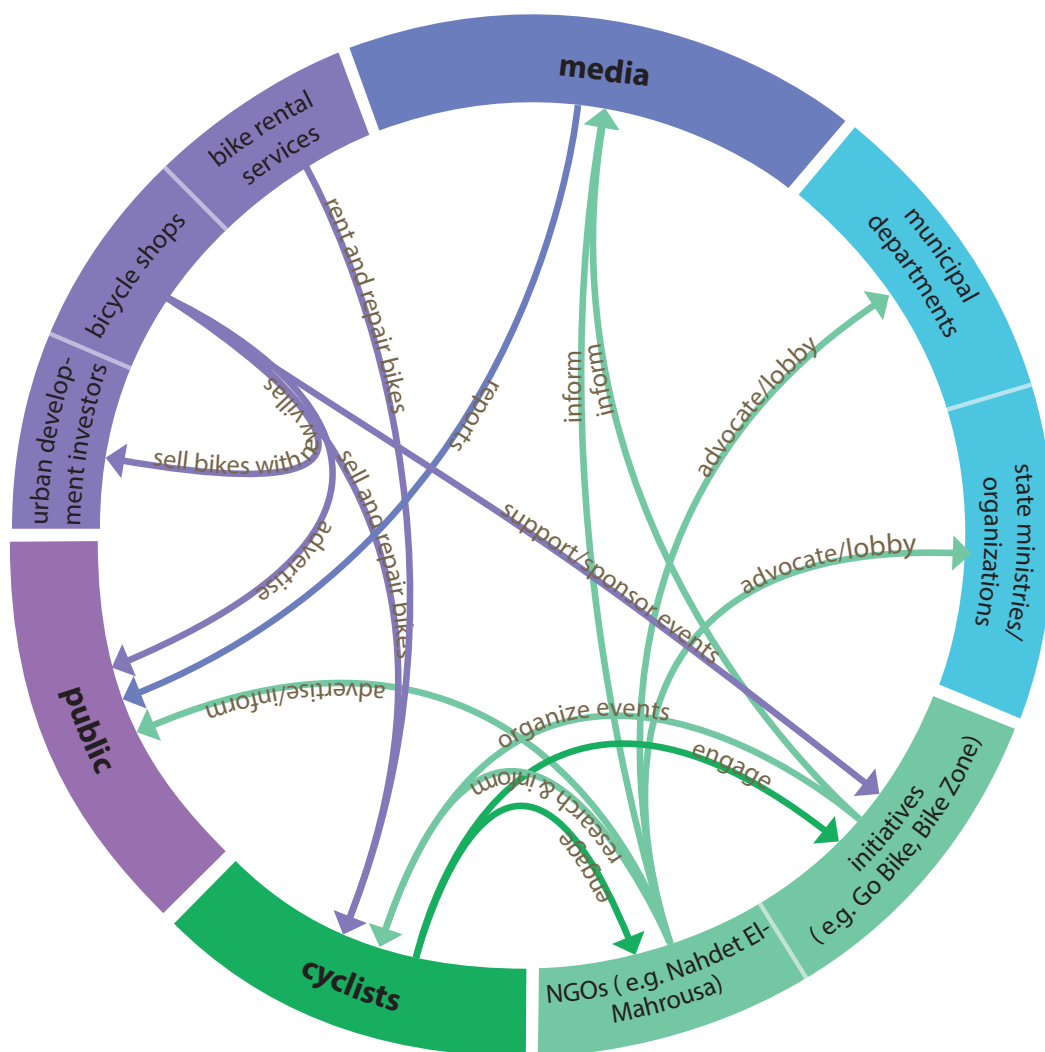 media
bike rental
services
bicycle shops
urban develop-
ment investors
public
cyclists
NGOs ( e.g. Nahdet El-
Mahrousa)
initiatives
( e.g. Go Bike, Bike Zone)
state ministries/
organizations
municipal
departments
rent and repair bikes
reports
inform
inform
advocate/lobby
advocate/lobby
sell bikes with new villas
sell and repair bikes
advertise
support/sponsor events
advertise/inform
organize events
engage
research & inform
engage